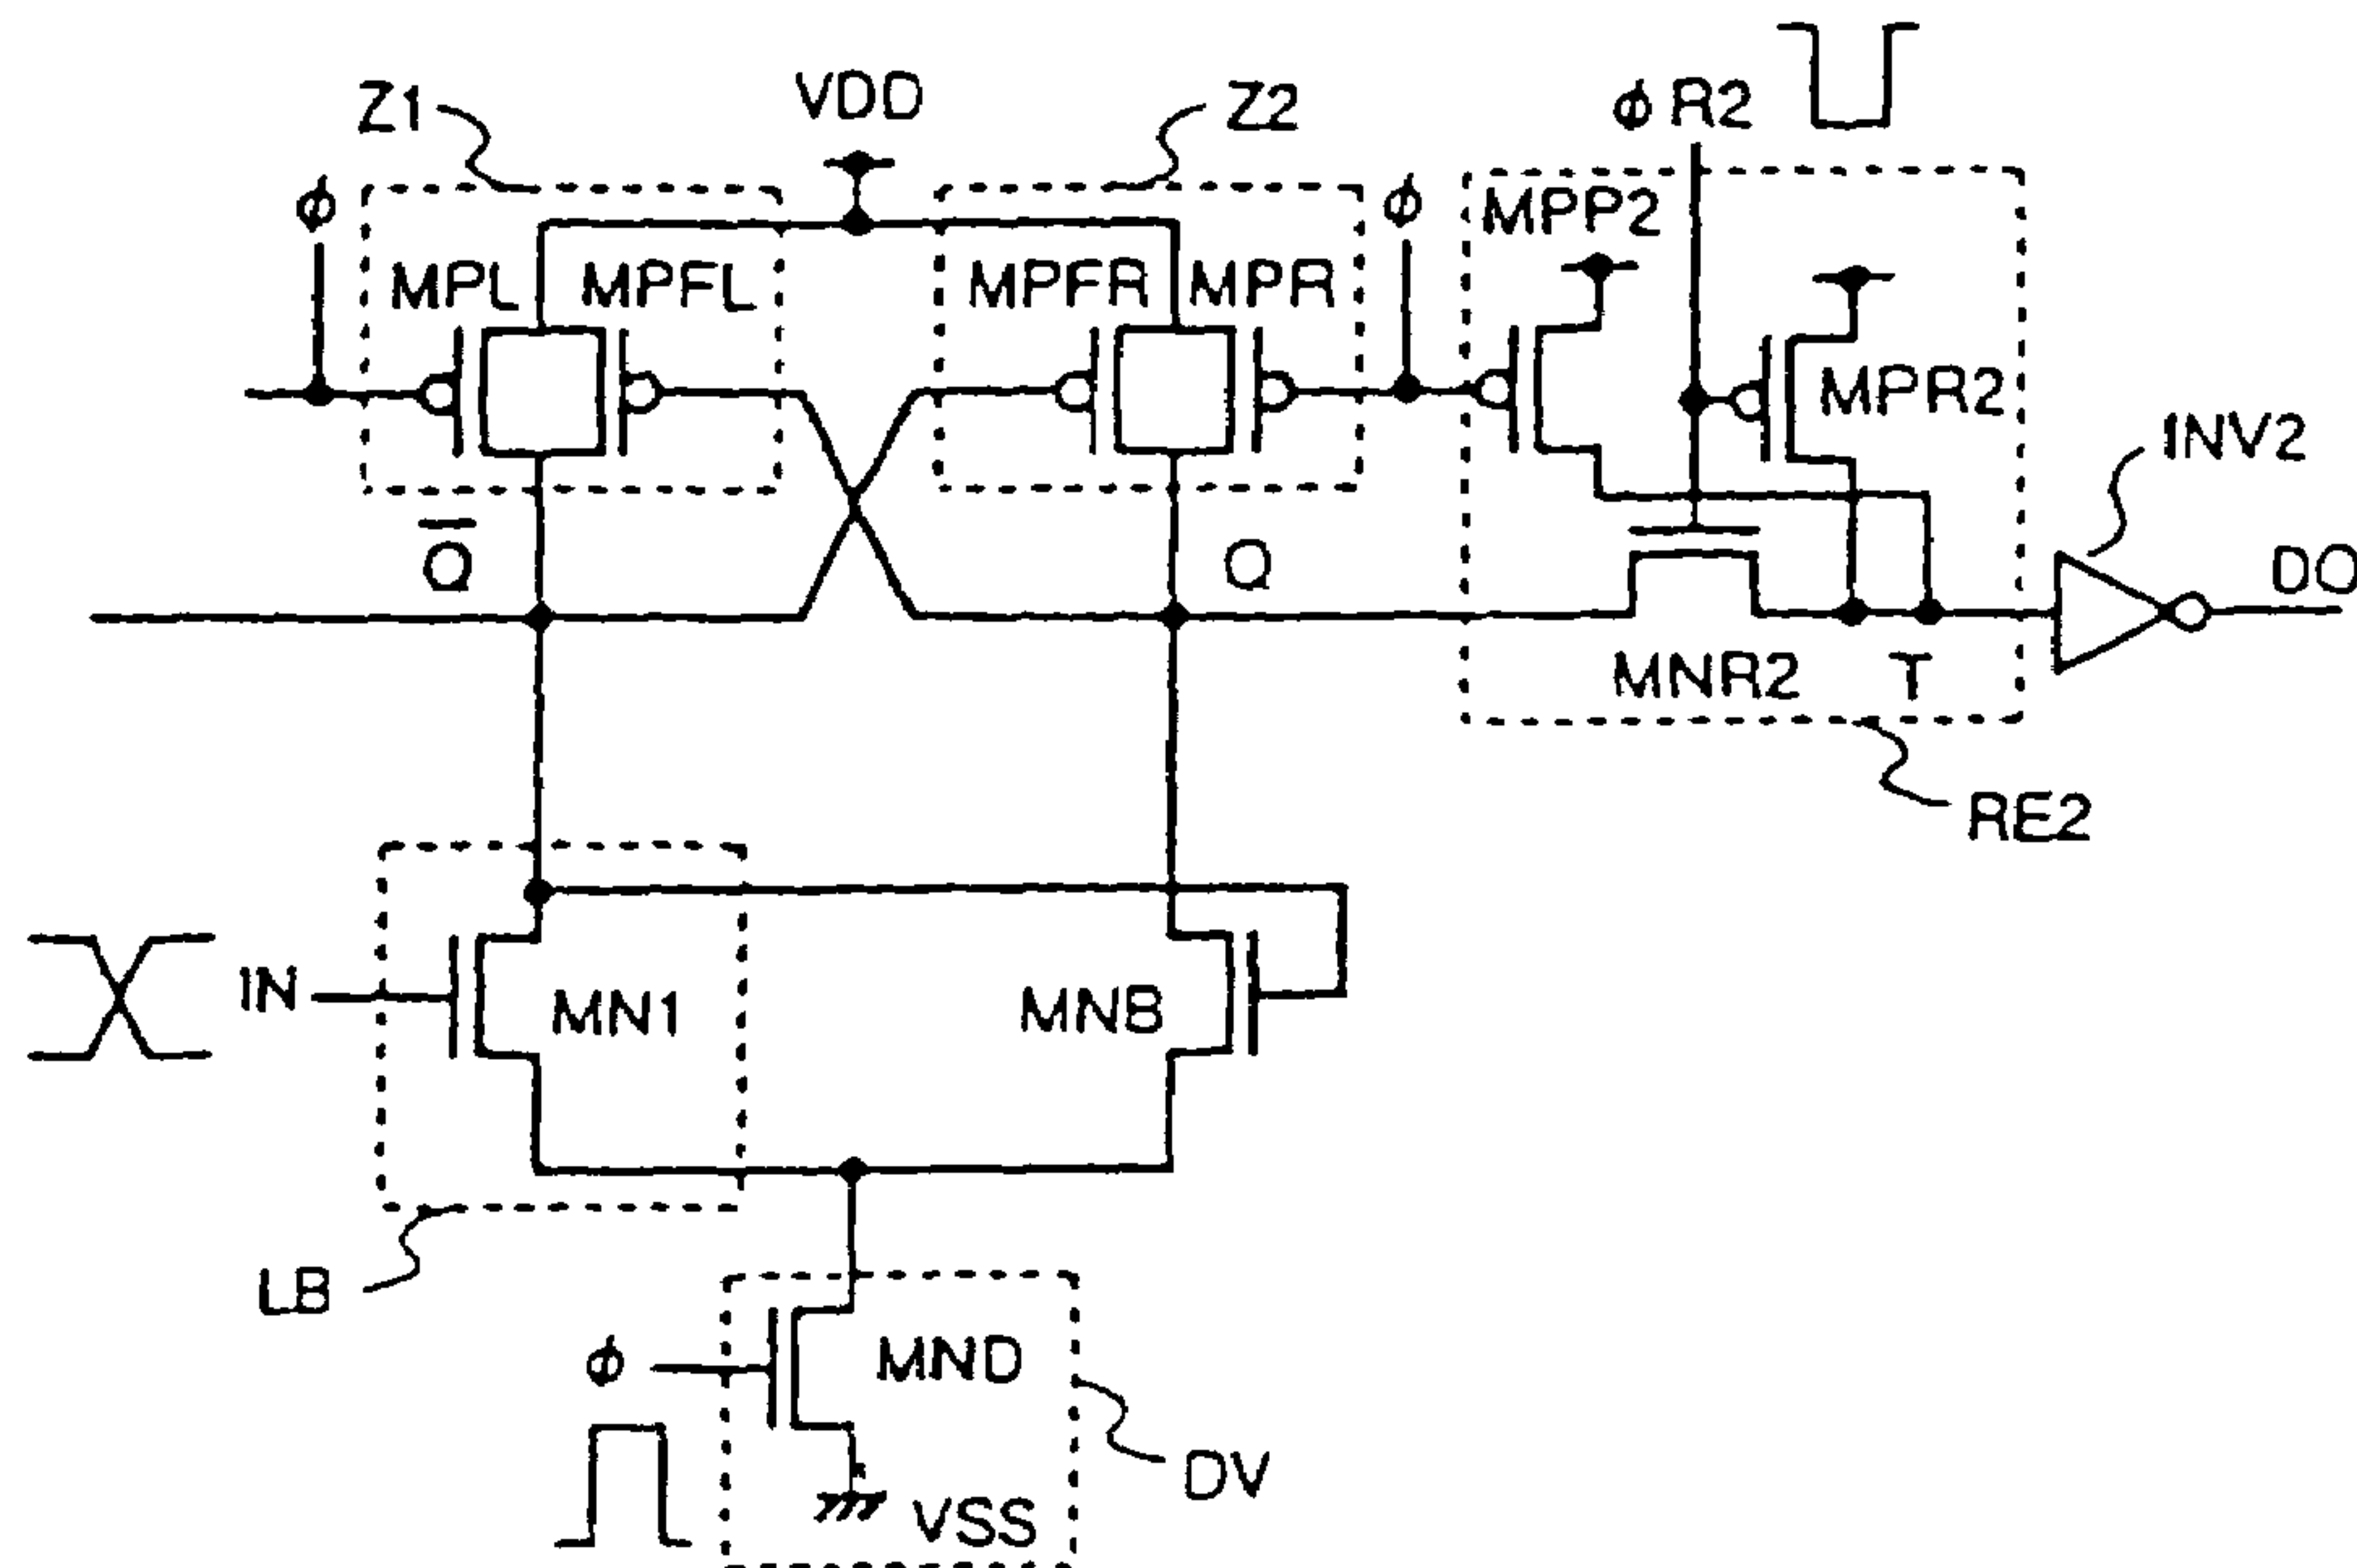 Z1
VDD
Z2
ϕR2
ϕ
ϕ
MPP2
MPL
MPFL
MPFR
MPR
MPR2
INV2
Q̅
Q
DO
MNR2
T
RE2
IN
MN1
MNB
LB
ϕ
MND
DV
VSS